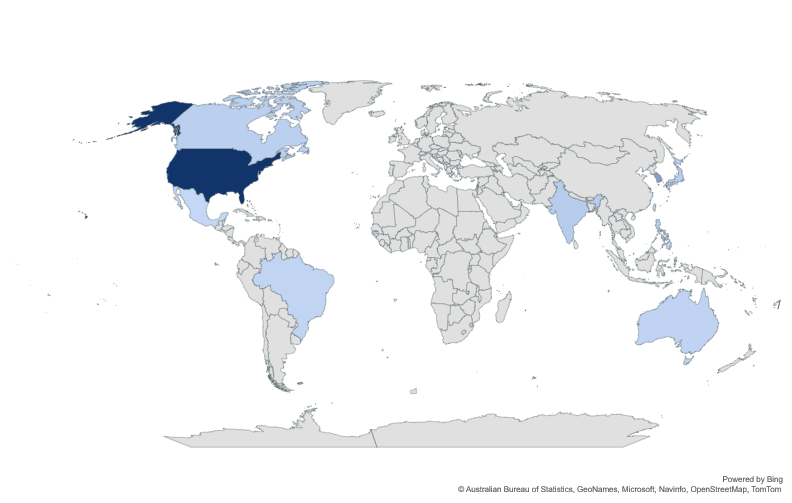 Powered by Bing
© Australian Bureau of Statistics, GeoNames, Microsoft, Navinfo, OpenStreetMap, TomTom